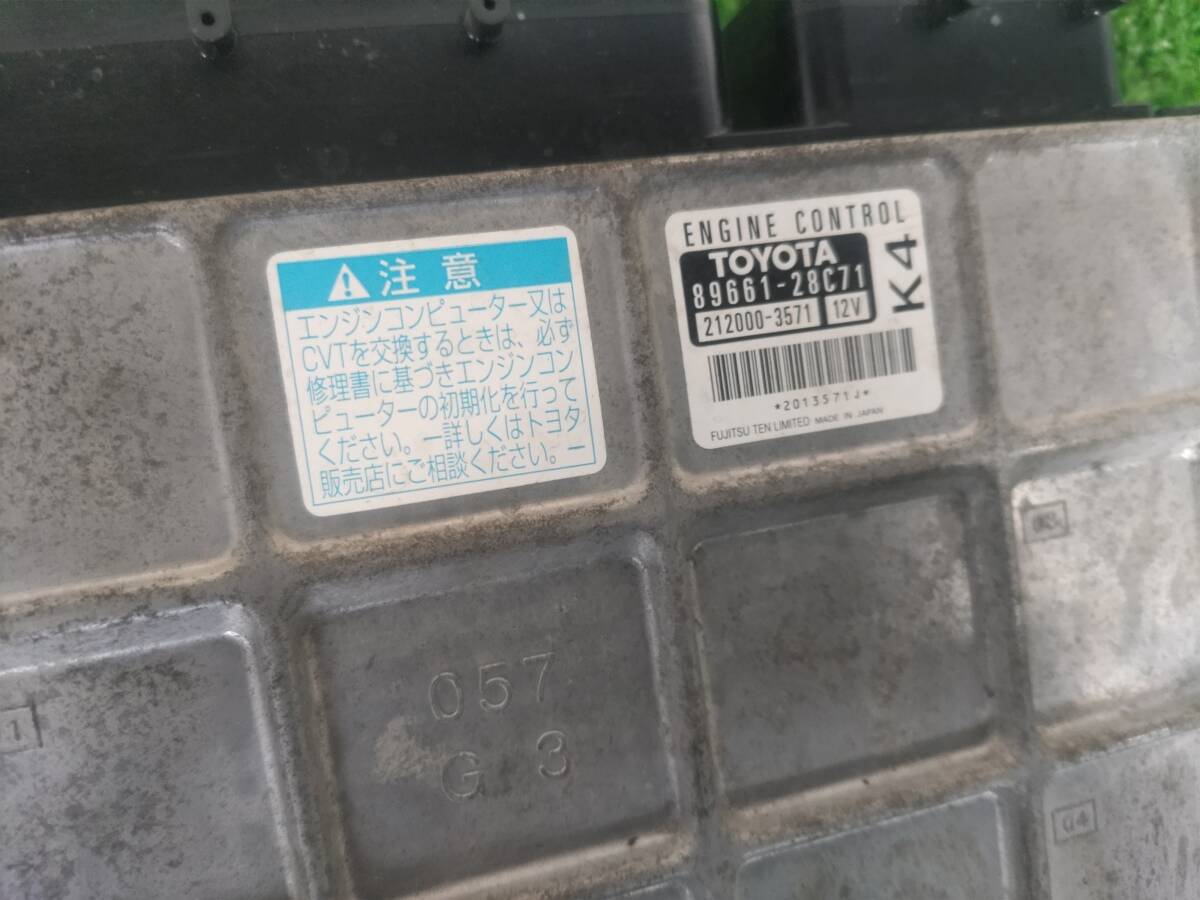 注意
エンジンコンピューター又は
CVTを交換するときは、必ず
修理書に基づきエンジンコン
ピューターの初期化を行って
ください。ー詳しくはトヨタ
販売店にご相談ください。ー
ENGINE CONTROL
TOYOTA
89661-28C71
212000-3571 12V
K4
*2013571J*
FUJITSU TEN LIMITED MADE IN JAPAN
057
G 3
1
G4